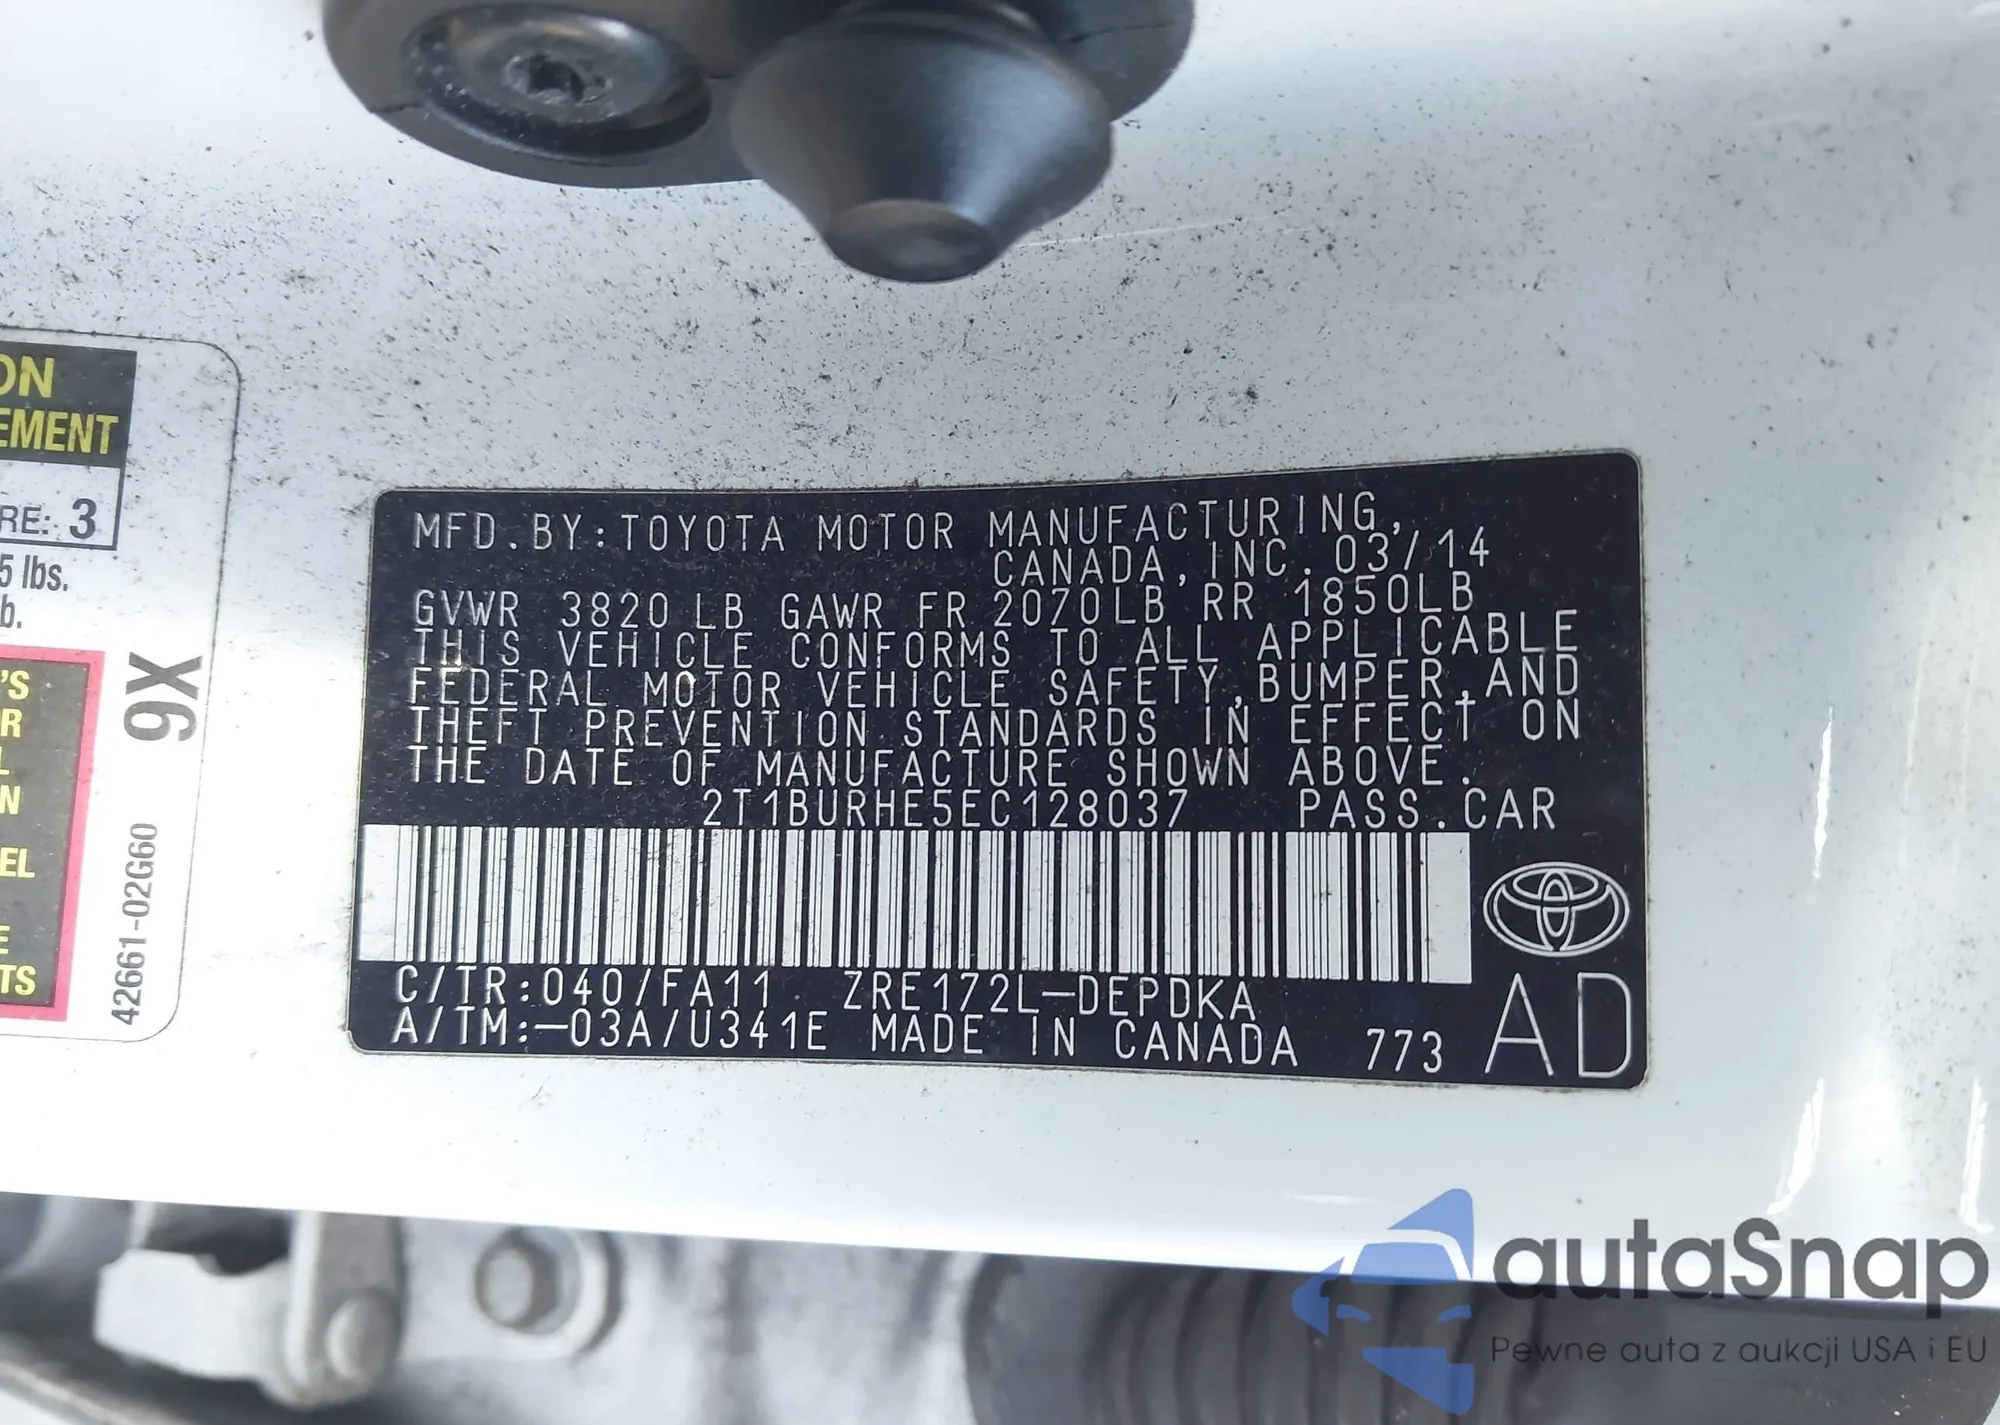 ON
EMENT
RE: 3
5 lbs.
b.
'S
R
L
N
EL
E
TS
9X
42661-02G60
MFD. BY: TOYOTA MOTOR MANUFACTURING,
CANADA, INC. 03/14
GVWR 3820 LB GAWR FR 2070LB RR 1850LB
THIS VEHICLE CONFORMS TO ALL APPLICABLE
FEDERAL MOTOR VEHICLE SAFETY, BUMPER, AND
THEFT PREVENTION STANDARDS IN EFFECT ON
THE DATE OF MANUFACTURE SHOWN ABOVE.
2T1BURHE5EC128037 PASS. CAR
C/TR:040/FA11 ZRE172L-DEPDKA
A/TM:-03A/U341E MADE IN CANADA 773
AD
autaSnap
Pewne auta z aukcji USA i EU